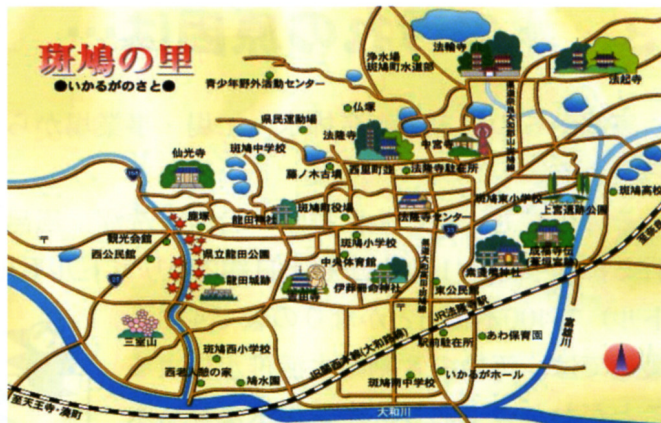 斑鳩の里
●いかるがのさと●
浄水場
斑鳩町水道部
法輪寺
法起寺
青少年野外活動センター
仏塚
県民運動場
法隆寺
中宮寺
斑鳩中学校
仙光寺
西里町並
法隆寺駐在所
藤ノ木古墳
斑鳩高校
斑鳩町役場
法隆寺センター
斑鳩東小学校
上宮遺跡公園
龍田神社
鹿塚
〒
観光会館
西公民館
県立龍田公園
斑鳩小学校
中央体育館
25
龍田城跡
吉田寺
伊弉冊命神社
〒
東公民館
JR法隆寺駅
富雄川
三室山
斑鳩西小学校
JR関西本線(大和路線)
駅前駐在所
あわ保育園
西老人憩の家
鳩水園
斑鳩南中学校
いかるがホール
至天王寺・湊町
大和川